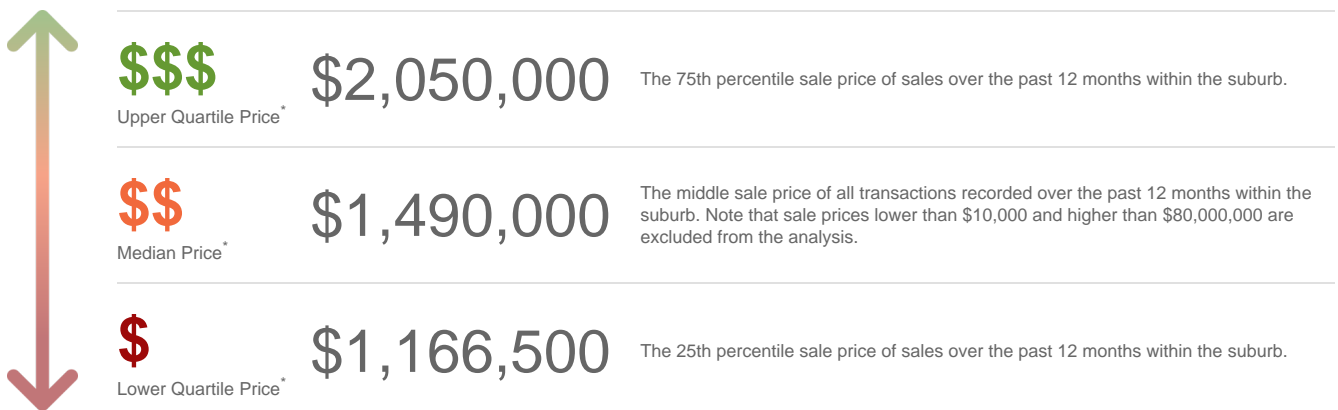 $$$
Upper Quartile Price*
$2,050,000
The 75th percentile sale price of sales over the past 12 months within the suburb.
$$
Median Price*
$1,490,000
The middle sale price of all transactions recorded over the past 12 months within the
suburb. Note that sale prices lower than $10,000 and higher than $80,000,000 are
excluded from the analysis.
$
Lower Quartile Price*
$1,166,500
The 25th percentile sale price of sales over the past 12 months within the suburb.